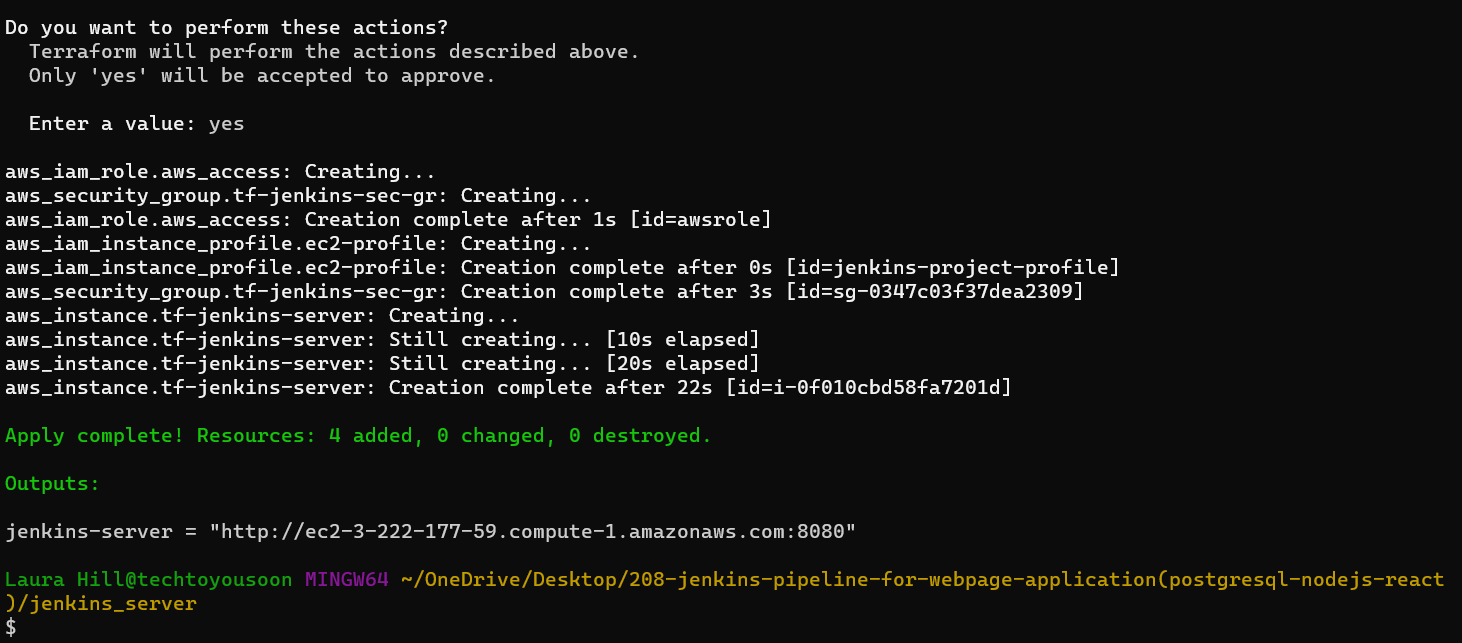 Do you want to perform these actions?
Terraform will perform the actions described above.
Only 'yes' will be accepted to approve.
Enter a value: yes
aws_iam_role.aws_access: Creating...
aws_security_group.tf-jenkins-sec-gr: Creating...
aws_iam_role.aws_access: Creation complete after 1s [id=awsrole]
aws_iam_instance_profile.ec2-profile: Creating...
aws_iam_instance_profile.ec2-profile: Creation complete after 0s [id=jenkins-project-profile]
aws_security_group.tf-jenkins-sec-gr: Creation complete after 3s [id=sg-0347c03f37dea2309]
aws_instance.tf-jenkins-server: Creating...
aws_instance.tf-jenkins-server: Still creating... [10s elapsed]
aws_instance.tf-jenkins-server: Still creating... [20s elapsed]
aws_instance.tf-jenkins-server: Creation complete after 22s [id=i-0f010cbd58fa7201d]
Apply complete! Resources: 4 added, 0 changed, 0 destroyed.
Outputs:
jenkins-server = "http://ec2-3-222-177-59.compute-1.amazonaws.com:8080"
Laura Hill@techtoyousoon MINGW64 ~/OneDrive/Desktop/208-jenkins-pipeline-for-webpage-application(postgresql-nodejs-react
)/jenkins_server
$